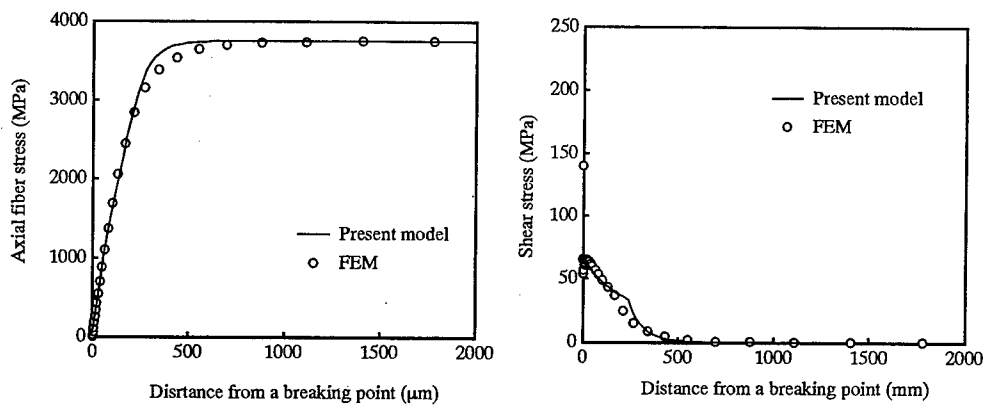 4000
3000
2000
1000
0
Axial fiber stress (MPa)
Present model
FEM
0 500 1000 1500 2000
Disrtance from a breaking point (μm)
250
200
150
100
50
0
Shear stress (MPa)
Present model
FEM
0 500 1000 1500 2000
Distance from a breaking point (mm)